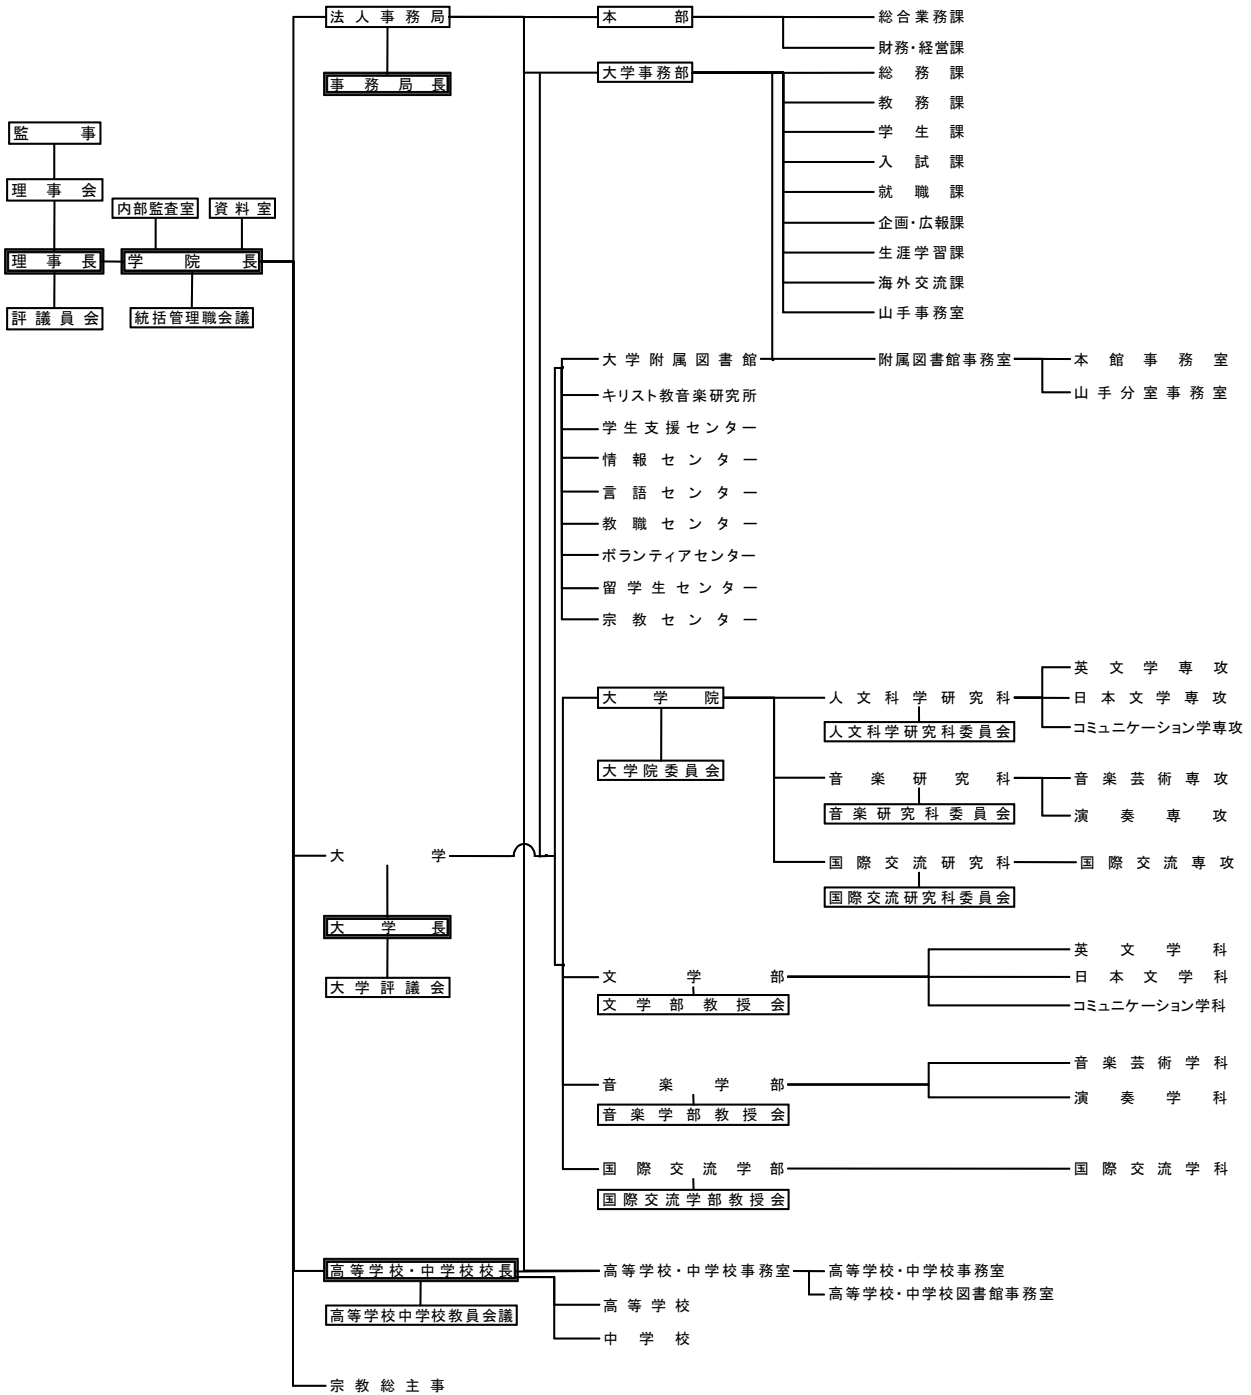 法人事務局
本部
総合業務課
財務・経営課
事務局長
大学事務部
総務課
教務課
学生課
入試課
就職課
企画・広報課
生涯学習課
海外交流課
山手事務室
監事
理事会
内部監査室
資料室
理事長
学院長
評議員会
統括管理職会議
大学附属図書館
附属図書館事務室
本館事務室
山手分室事務室
キリスト教音楽研究所
学生支援センター
情報センター
言語センター
教職センター
ボランティアセンター
留学生センター
宗教センター
大学院
大学院委員会
人文科学研究科
人文科学研究科委員会
英文学専攻
日本文学専攻
コミュニケーション学専攻
音楽研究科
音楽研究科委員会
音楽芸術専攻
演奏専攻
国際交流研究科
国際交流研究科委員会
国際交流専攻
大学
大学長
大学評議会
文学部
文学部教授会
英文学科
日本文学科
コミュニケーション学科
音楽学部
音楽学部教授会
音楽芸術学科
演奏学科
国際交流学部
国際交流学部教授会
国際交流学科
高等学校・中学校校長
高等学校中学校教員会議
高等学校・中学校事務室
高等学校・中学校事務室
高等学校・中学校図書館事務室
高等学校
中学校
宗教総主事